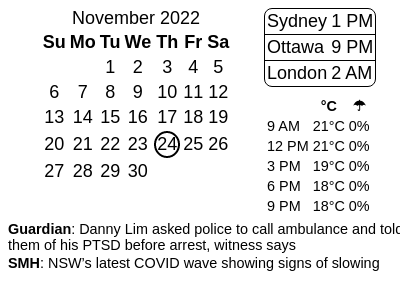 November 2022
Su Mo Tu We Th Fr Sa
1 2 3 4 5
6 7 8 9 10 11 12
13 14 15 16 17 18 19
20 21 22 23 24 25 26
27 28 29 30
Sydney 1 PM
Ottawa 9 PM
London 2 AM
°C ☂
9 AM 21°C 0%
12 PM 21°C 0%
3 PM 19°C 0%
6 PM 18°C 0%
9 PM 18°C 0%
Guardian: Danny Lim asked police to call ambulance and told
them of his PTSD before arrest, witness says
SMH: NSW's latest COVID wave showing signs of slowing